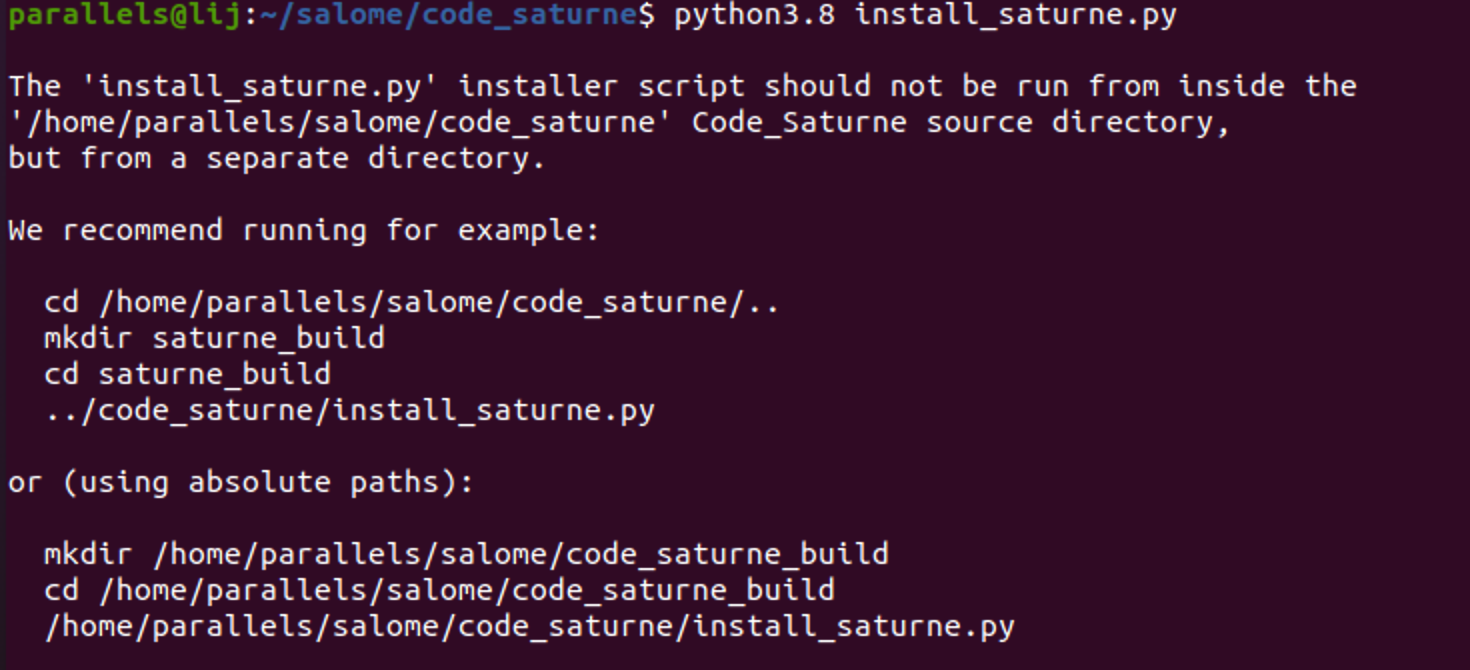 parallels@lij:~/salome/code_saturne$ python3.8 install_saturne.py
The 'install_saturne.py' installer script should not be run from inside the
'/home/parallels/salome/code_saturne' Code_Saturne source directory,
but from a separate directory.
We recommend running for example:
cd /home/parallels/salome/code_saturne/..
mkdir saturne_build
cd saturne_build
../code_saturne/install_saturne.py
or (using absolute paths):
mkdir /home/parallels/salome/code_saturne_build
cd /home/parallels/salome/code_saturne_build
/home/parallels/salome/code_saturne/install_saturne.py